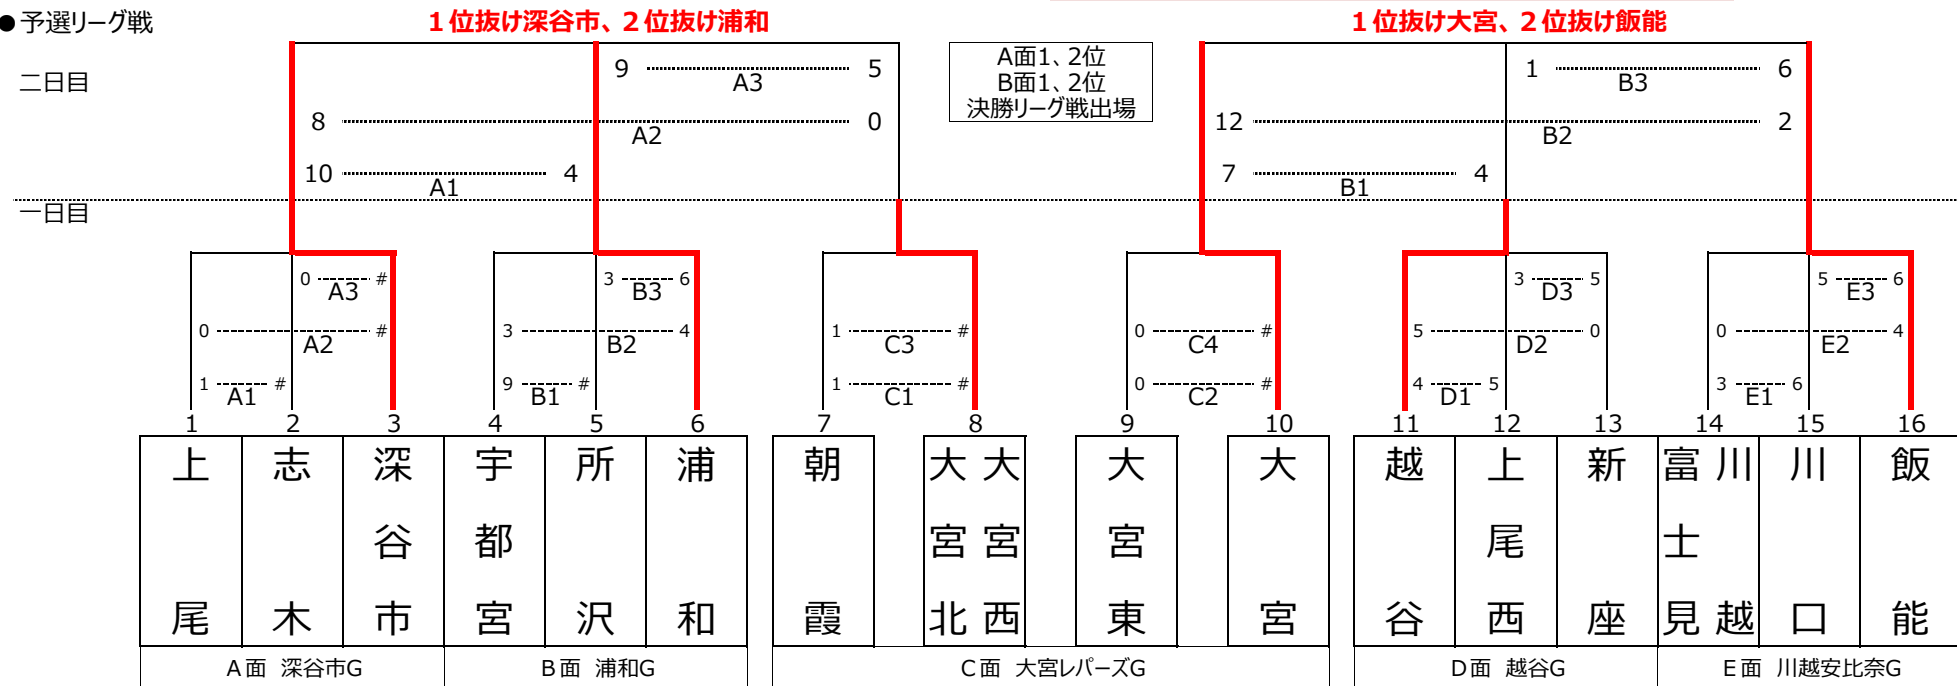 ●予選リーグ戦
１位抜け深谷市、２位抜け浦和
１位抜け大宮、２位抜け飯能
二日目
A面1、2位
B面1、2位
決勝リーグ戦出場
9 A3 5
8 A2 0
10 A1 4
1 B3 6
12 B2 2
7 B1 4
一日目
0 A3 #
0 A2 #
1 A1 #
3 B3 6
3 B2 4
9 B1 #
1 C3 #
1 C1 #
0 C4 #
0 C2 #
3 D3 5
5 D2 0
4 D1 5
5 E3 6
0 E2 4
3 E1 6
1 2 3 4 5 6 7 8 9 10 11 12 13 14 15 16
上尾
志木
深谷市
宇都宮
所沢
浦和
朝霞
大宮北
大宮西
大宮東
大宮
越谷
上尾西
新座
富士見
川越
川口
飯能
A面 深谷市G
B面 浦和G
C面 大宮レパーズG
D面 越谷G
E面 川越安比奈G